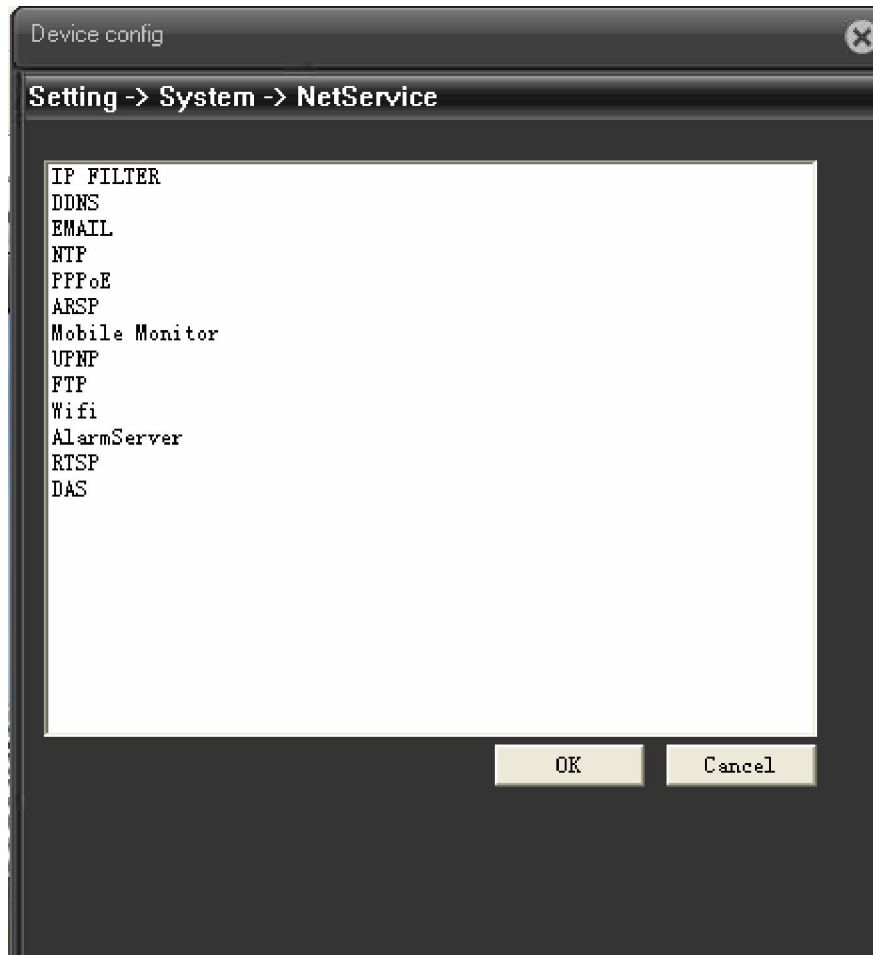 Device config
Setting -> System -> NetService
IP FILTER
DDNS
EMAIL
NTP
PPPoE
ARSP
Mobile Monitor
UPNP
FTP
Wifi
AlarmServer
RTSP
DAS
OK Cancel